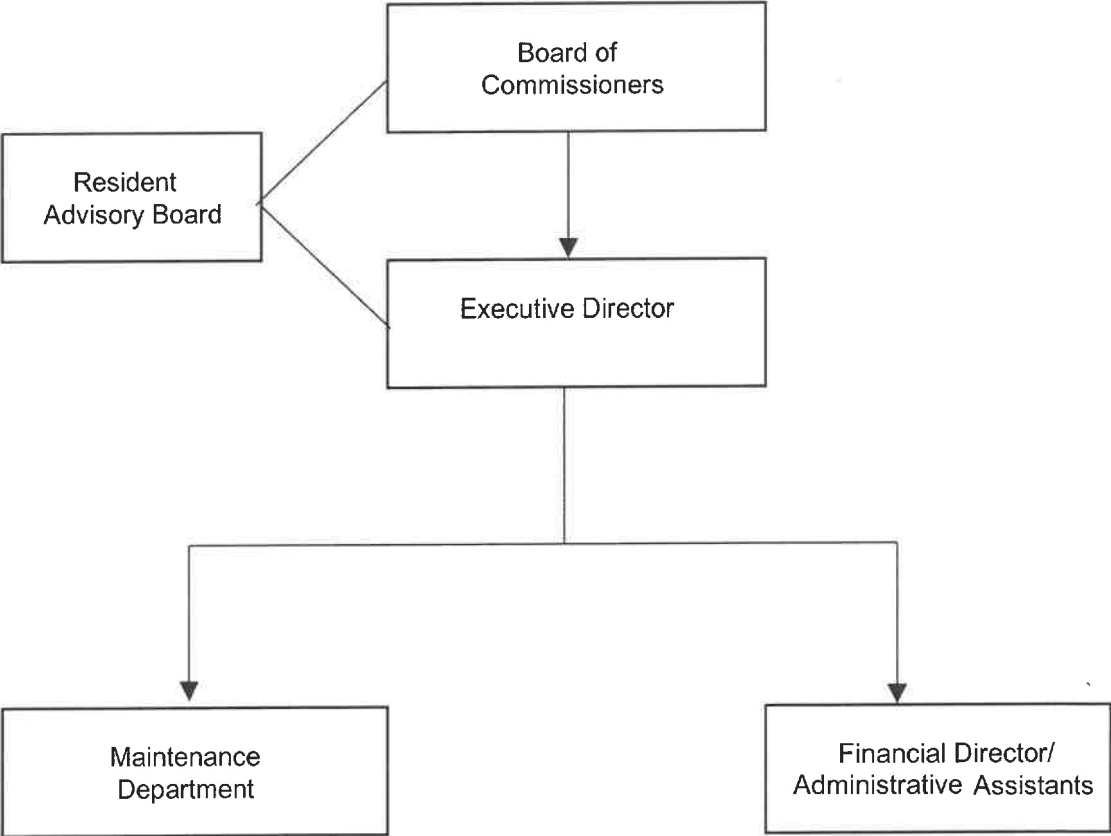 Board of
Commissioners
Resident
Advisory Board
Executive Director
Maintenance
Department
Financial Director/
Administrative Assistants